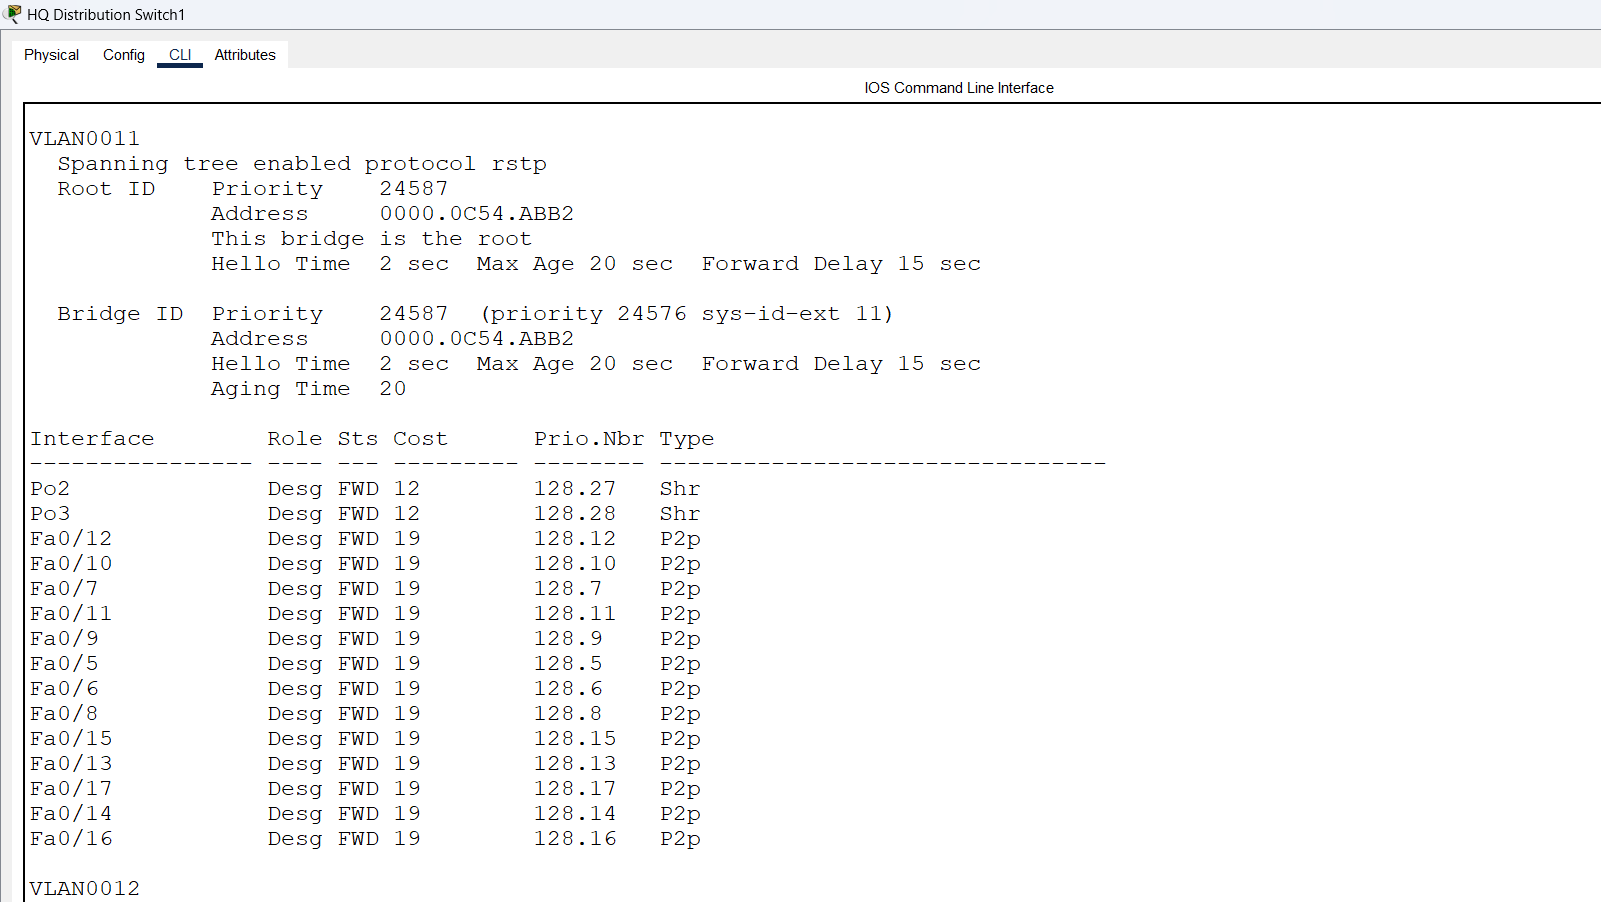 HQ Distribution Switch1
Physical Config CLI Attributes
IOS Command Line Interface
VLAN0011
  Spanning tree enabled protocol rstp
  Root ID    Priority    24587
             Address     0000.0C54.ABB2
             This bridge is the root
             Hello Time  2 sec  Max Age 20 sec  Forward Delay 15 sec
  Bridge ID  Priority    24587  (priority 24576 sys-id-ext 11)
             Address     0000.0C54.ABB2
             Hello Time  2 sec  Max Age 20 sec  Forward Delay 15 sec
             Aging Time  20
Interface        Role Sts Cost      Prio.Nbr Type
---------------- ---- --- --------- -------- --------------------------------
Po2              Desg FWD 12        128.27   Shr
Po3              Desg FWD 12        128.28   Shr
Fa0/12           Desg FWD 19        128.12   P2p
Fa0/10           Desg FWD 19        128.10   P2p
Fa0/7            Desg FWD 19        128.7    P2p
Fa0/11           Desg FWD 19        128.11   P2p
Fa0/9            Desg FWD 19        128.9    P2p
Fa0/5            Desg FWD 19        128.5    P2p
Fa0/6            Desg FWD 19        128.6    P2p
Fa0/8            Desg FWD 19        128.8    P2p
Fa0/15           Desg FWD 19        128.15   P2p
Fa0/13           Desg FWD 19        128.13   P2p
Fa0/17           Desg FWD 19        128.17   P2p
Fa0/14           Desg FWD 19        128.14   P2p
Fa0/16           Desg FWD 19        128.16   P2p
VLAN0012